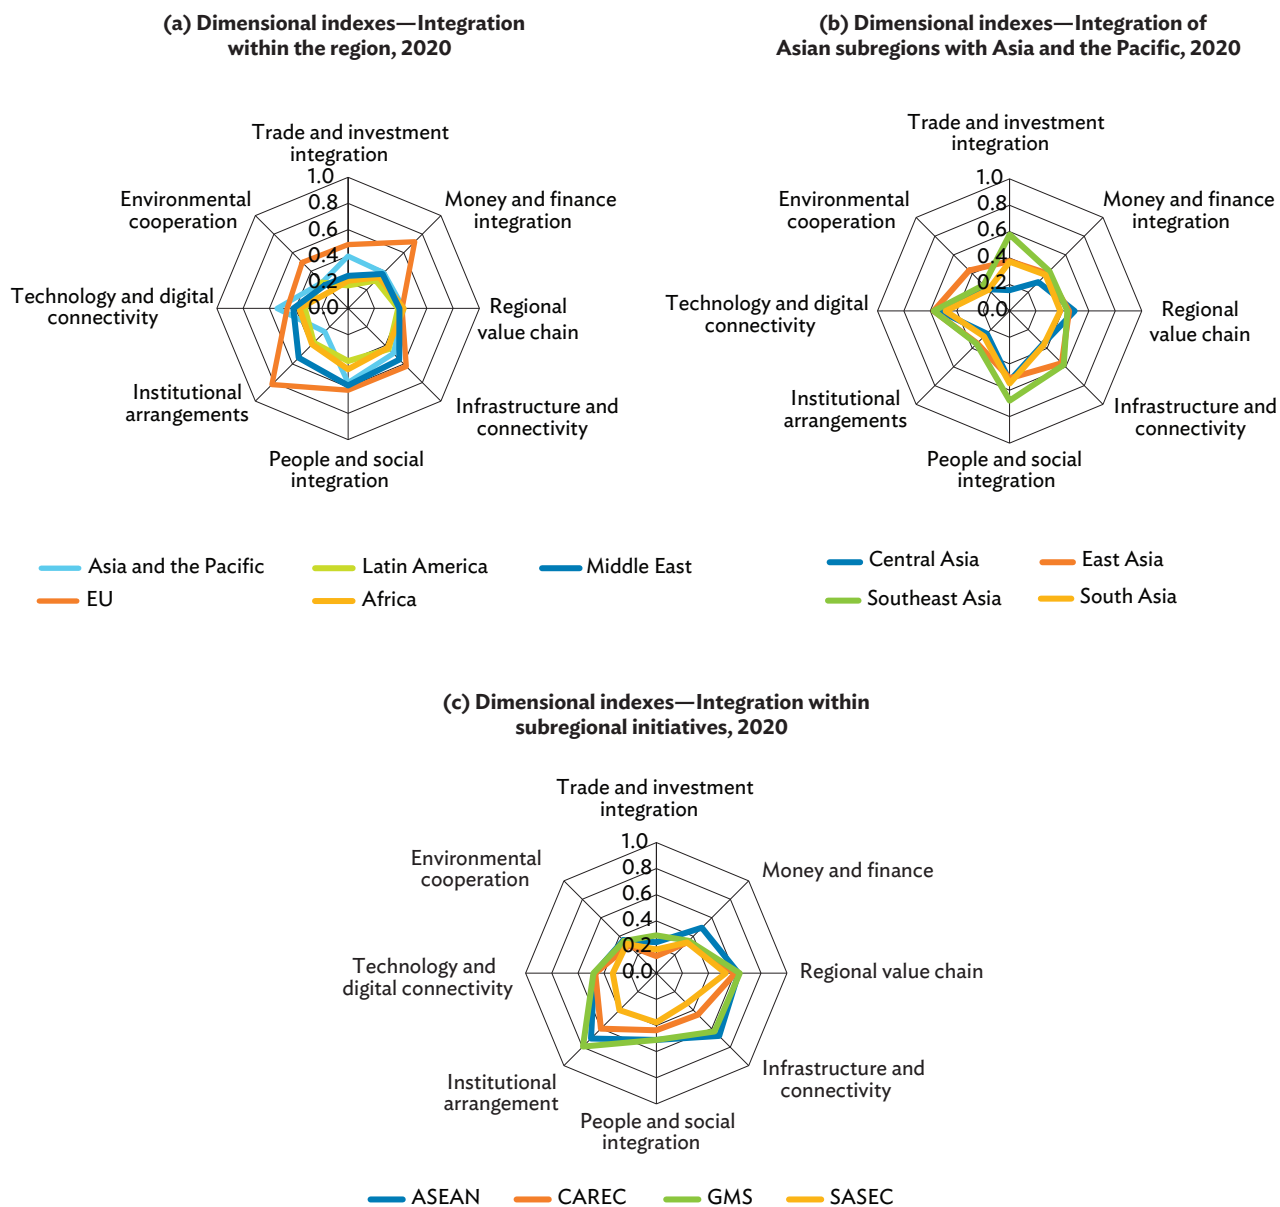 (a) Dimensional indexes—Integration
within the region, 2020
Trade and investment
integration
1.0
0.8
0.4
0.2
0.0
Money and finance
integration
Regional
value chain
Infrastructure and
connectivity
People and social
integration
Institutional
arrangements
Technology and digital
connectivity
Environmental
cooperation
Asia and the Pacific
Latin America
Middle East
EU
Africa
(b) Dimensional indexes—Integration of
Asian subregions with Asia and the Pacific, 2020
Trade and investment
integration
1.0
0.8
0.4
0.2
0.0
Money and finance
integration
Regional
value chain
Infrastructure and
connectivity
People and social
integration
Institutional
arrangements
Technology and digital
connectivity
Environmental
cooperation
Central Asia
East Asia
Southeast Asia
South Asia
(c) Dimensional indexes—Integration within
subregional initiatives, 2020
Trade and investment
integration
1.0
0.8
0.6
0.4
0.2
0.0
Money and finance
Regional value chain
Infrastructure and
connectivity
People and social
integration
Institutional
arrangement
Technology and
digital connectivity
Environmental
cooperation
ASEAN
CAREC
GMS
SASEC